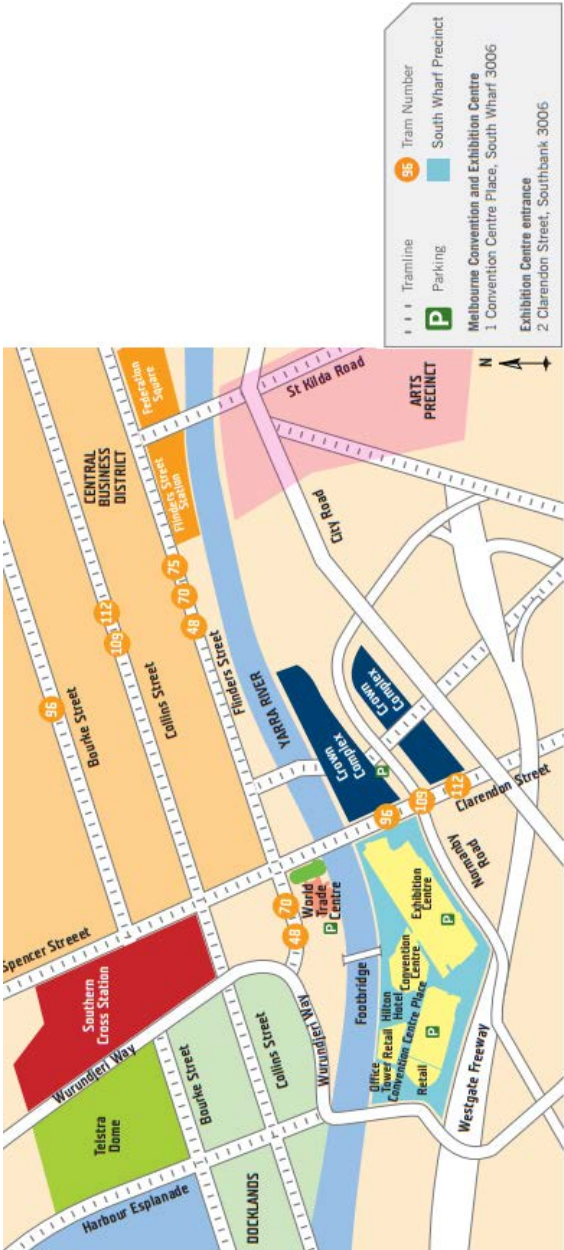 Spencer Streeet
Southern
Cross Station
Wurundjeri Way
Telstra
Dome
Harbour Esplanade
DOCKLANDS
Bourke Street
Collins Street
Wurundjeri Way
96
Bourke Street
109
112
Collins Street
CENTRAL
BUSINESS
DISTRICT
48
70
75
Flinders Street
Flinders Street
Station
Federation
Square
48
70
World
Trade
Centre
P
YARRA RIVER
Footbridge
Office
Tower Retail
Hilton
Hotel
Convention
Centre
Convention Centre Place
Retail
P
Exhibition
Centre
P
Crown
Complex
P
Crown
Complex
96
109
112
Clarendon Street
Normanby
Road
Westgate Freeway
City Road
St Kilda Road
ARTS
PRECINCT
N
Tramline
96 Tram Number
P Parking
South Wharf Precinct
Melbourne Convention and Exhibition Centre
1 Convention Centre Place, South Wharf 3006
Exhibition Centre entrance
2 Clarendon Street, Southbank 3006